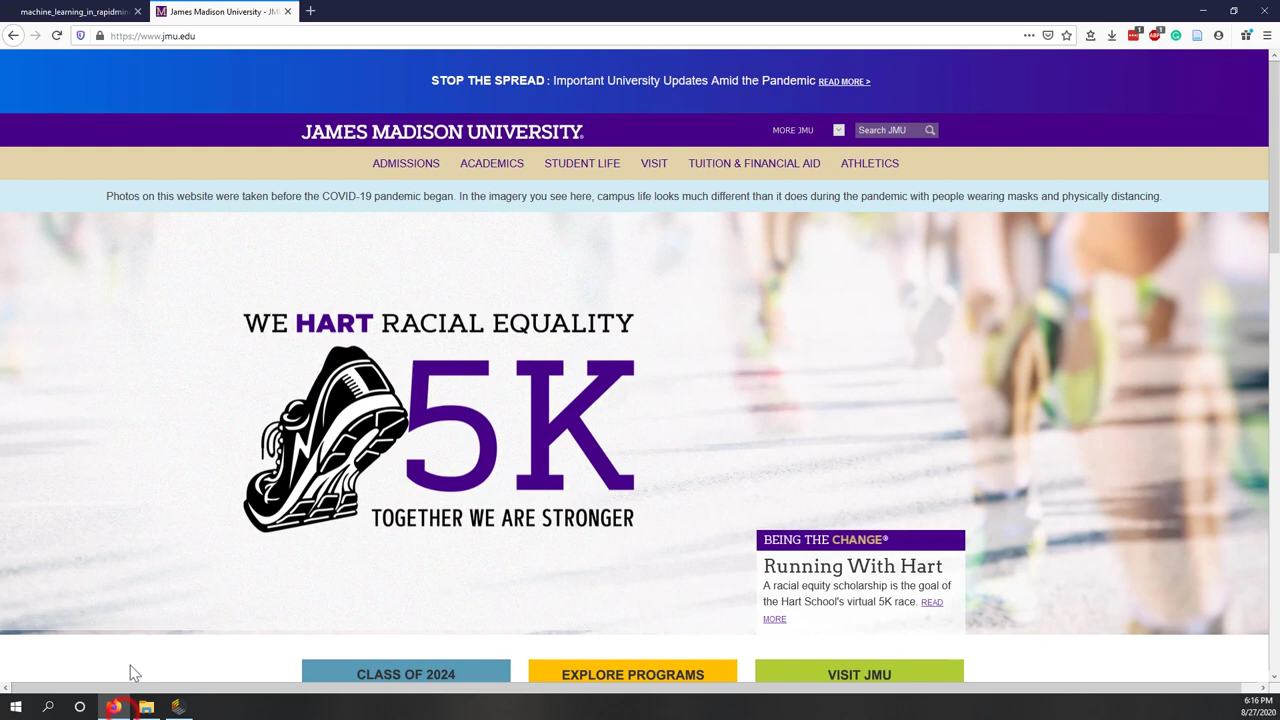 machine_learning_in_rapidmin
James Madison University - JM
https://www.jmu.edu
1
1
STOP THE SPREAD : Important University Updates Amid the Pandemic READ MORE >
JAMES MADISON UNIVERSITY.
MORE JMU
Search JMU
ADMISSIONS ACADEMICS STUDENT LIFE VISIT TUITION & FINANCIAL AID ATHLETICS
Photos on this website were taken before the COVID-19 pandemic began. In the imagery you see here, campus life looks much different than it does during the pandemic with people wearing masks and physically distancing.
WE HART RACIAL EQUALITY
5K
TOGETHER WE ARE STRONGER
BEING THE CHANGE®
Running With Hart
A racial equity scholarship is the goal of
the Hart School's virtual 5K race. READ
MORE
CLASS OF 2024
EXPLORE PROGRAMS
VISIT JMU
6:16 PM
8/27/2020